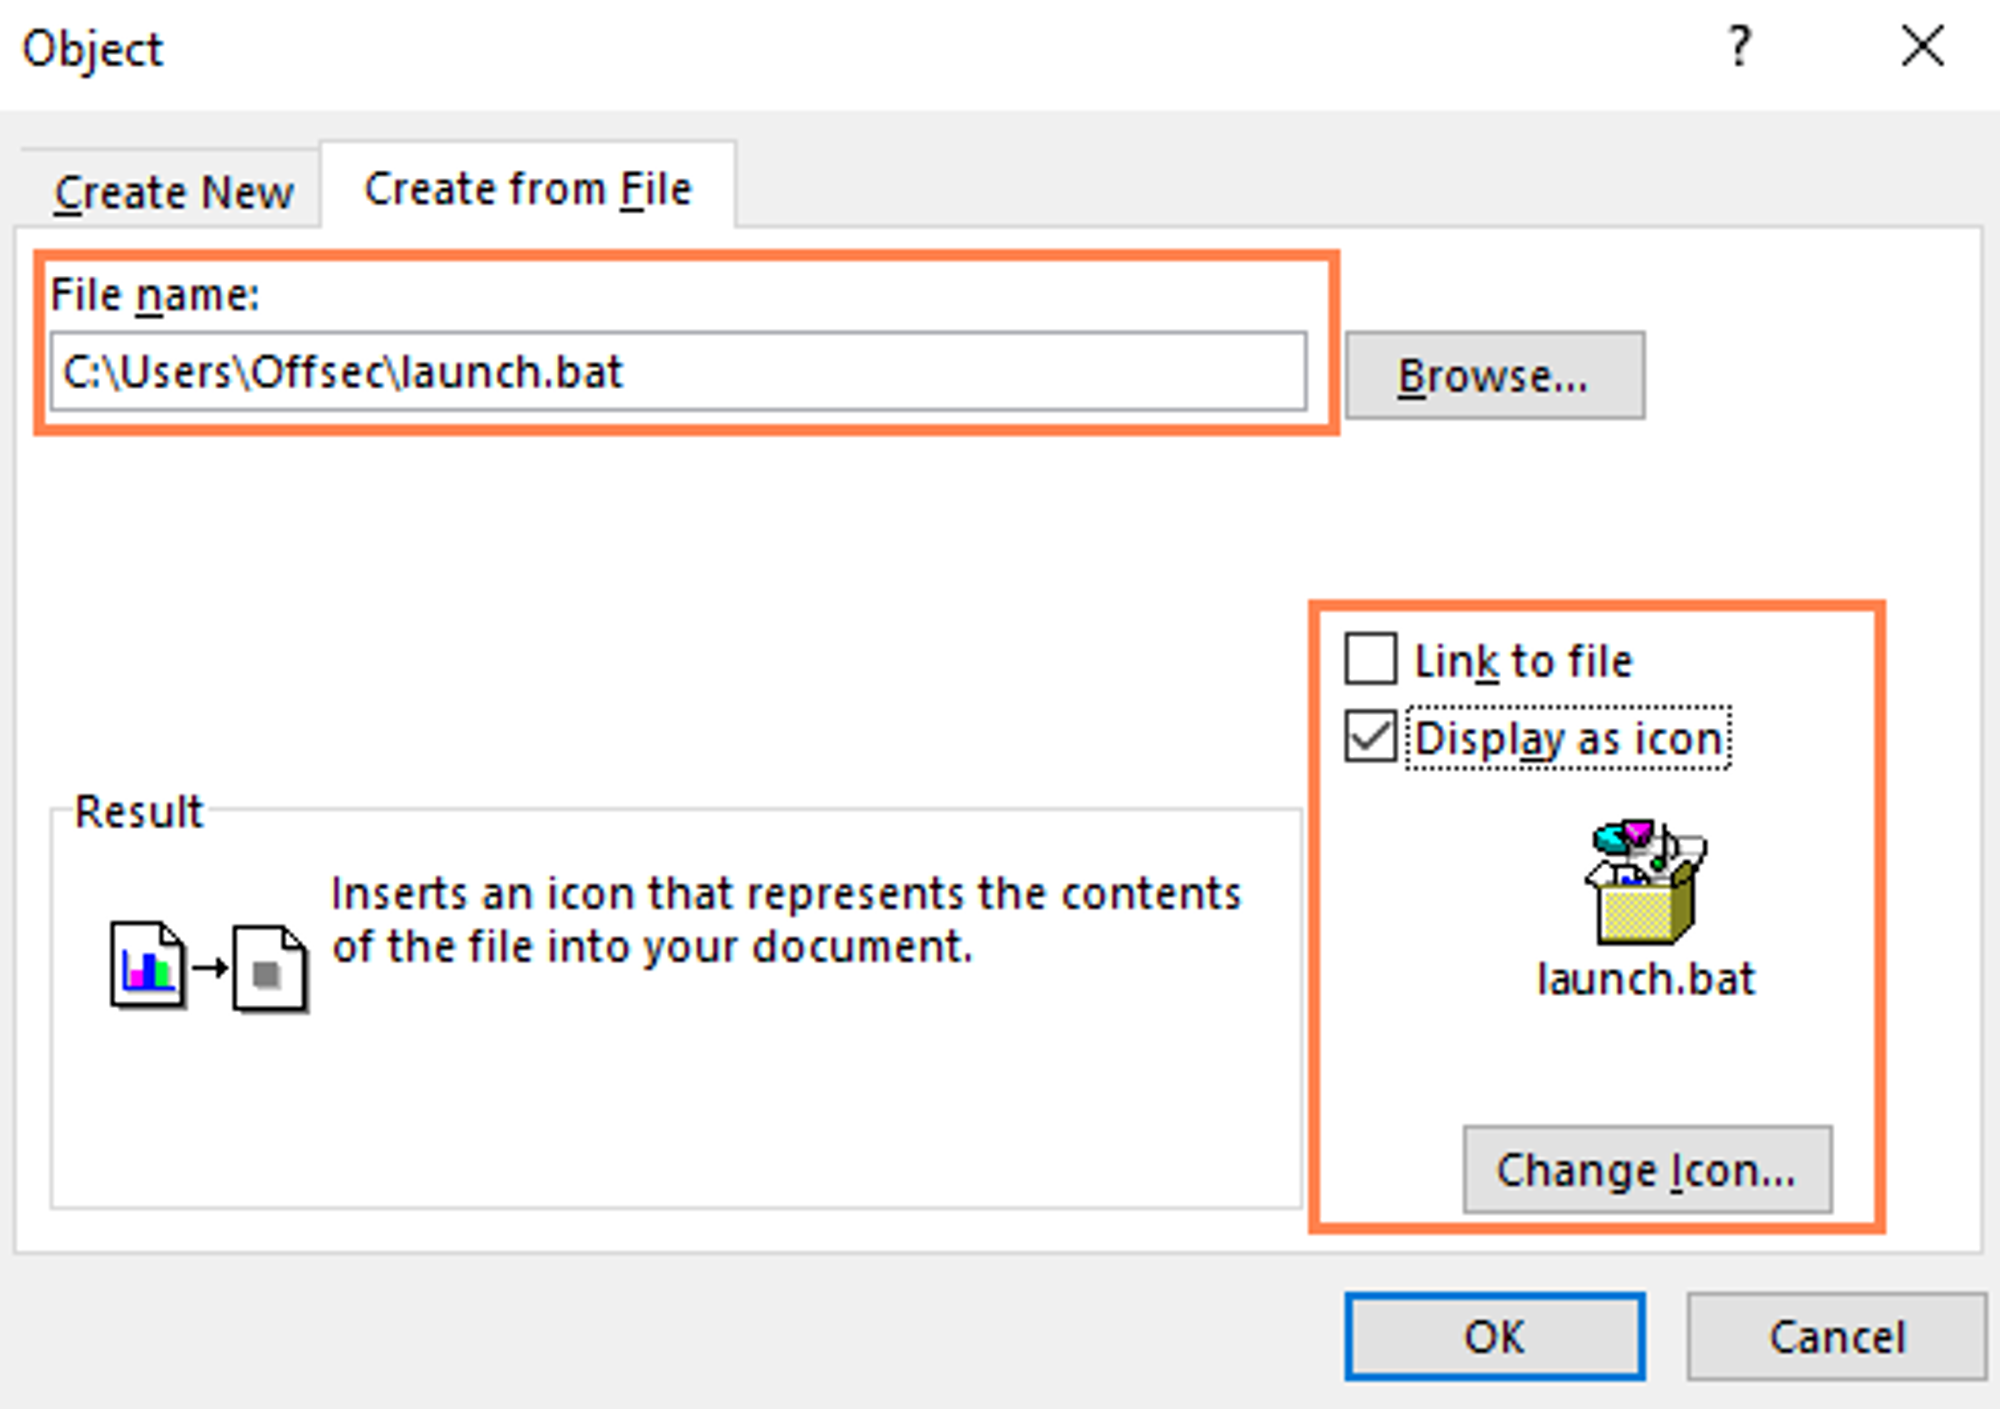 Object
?
Create New
Create from File
File name:
C:\Users\Offsec\launch.bat
Browse...
Link to file
Display as icon
Result
Inserts an icon that represents the contents
of the file into your document.
launch.bat
Change Icon...
OK
Cancel